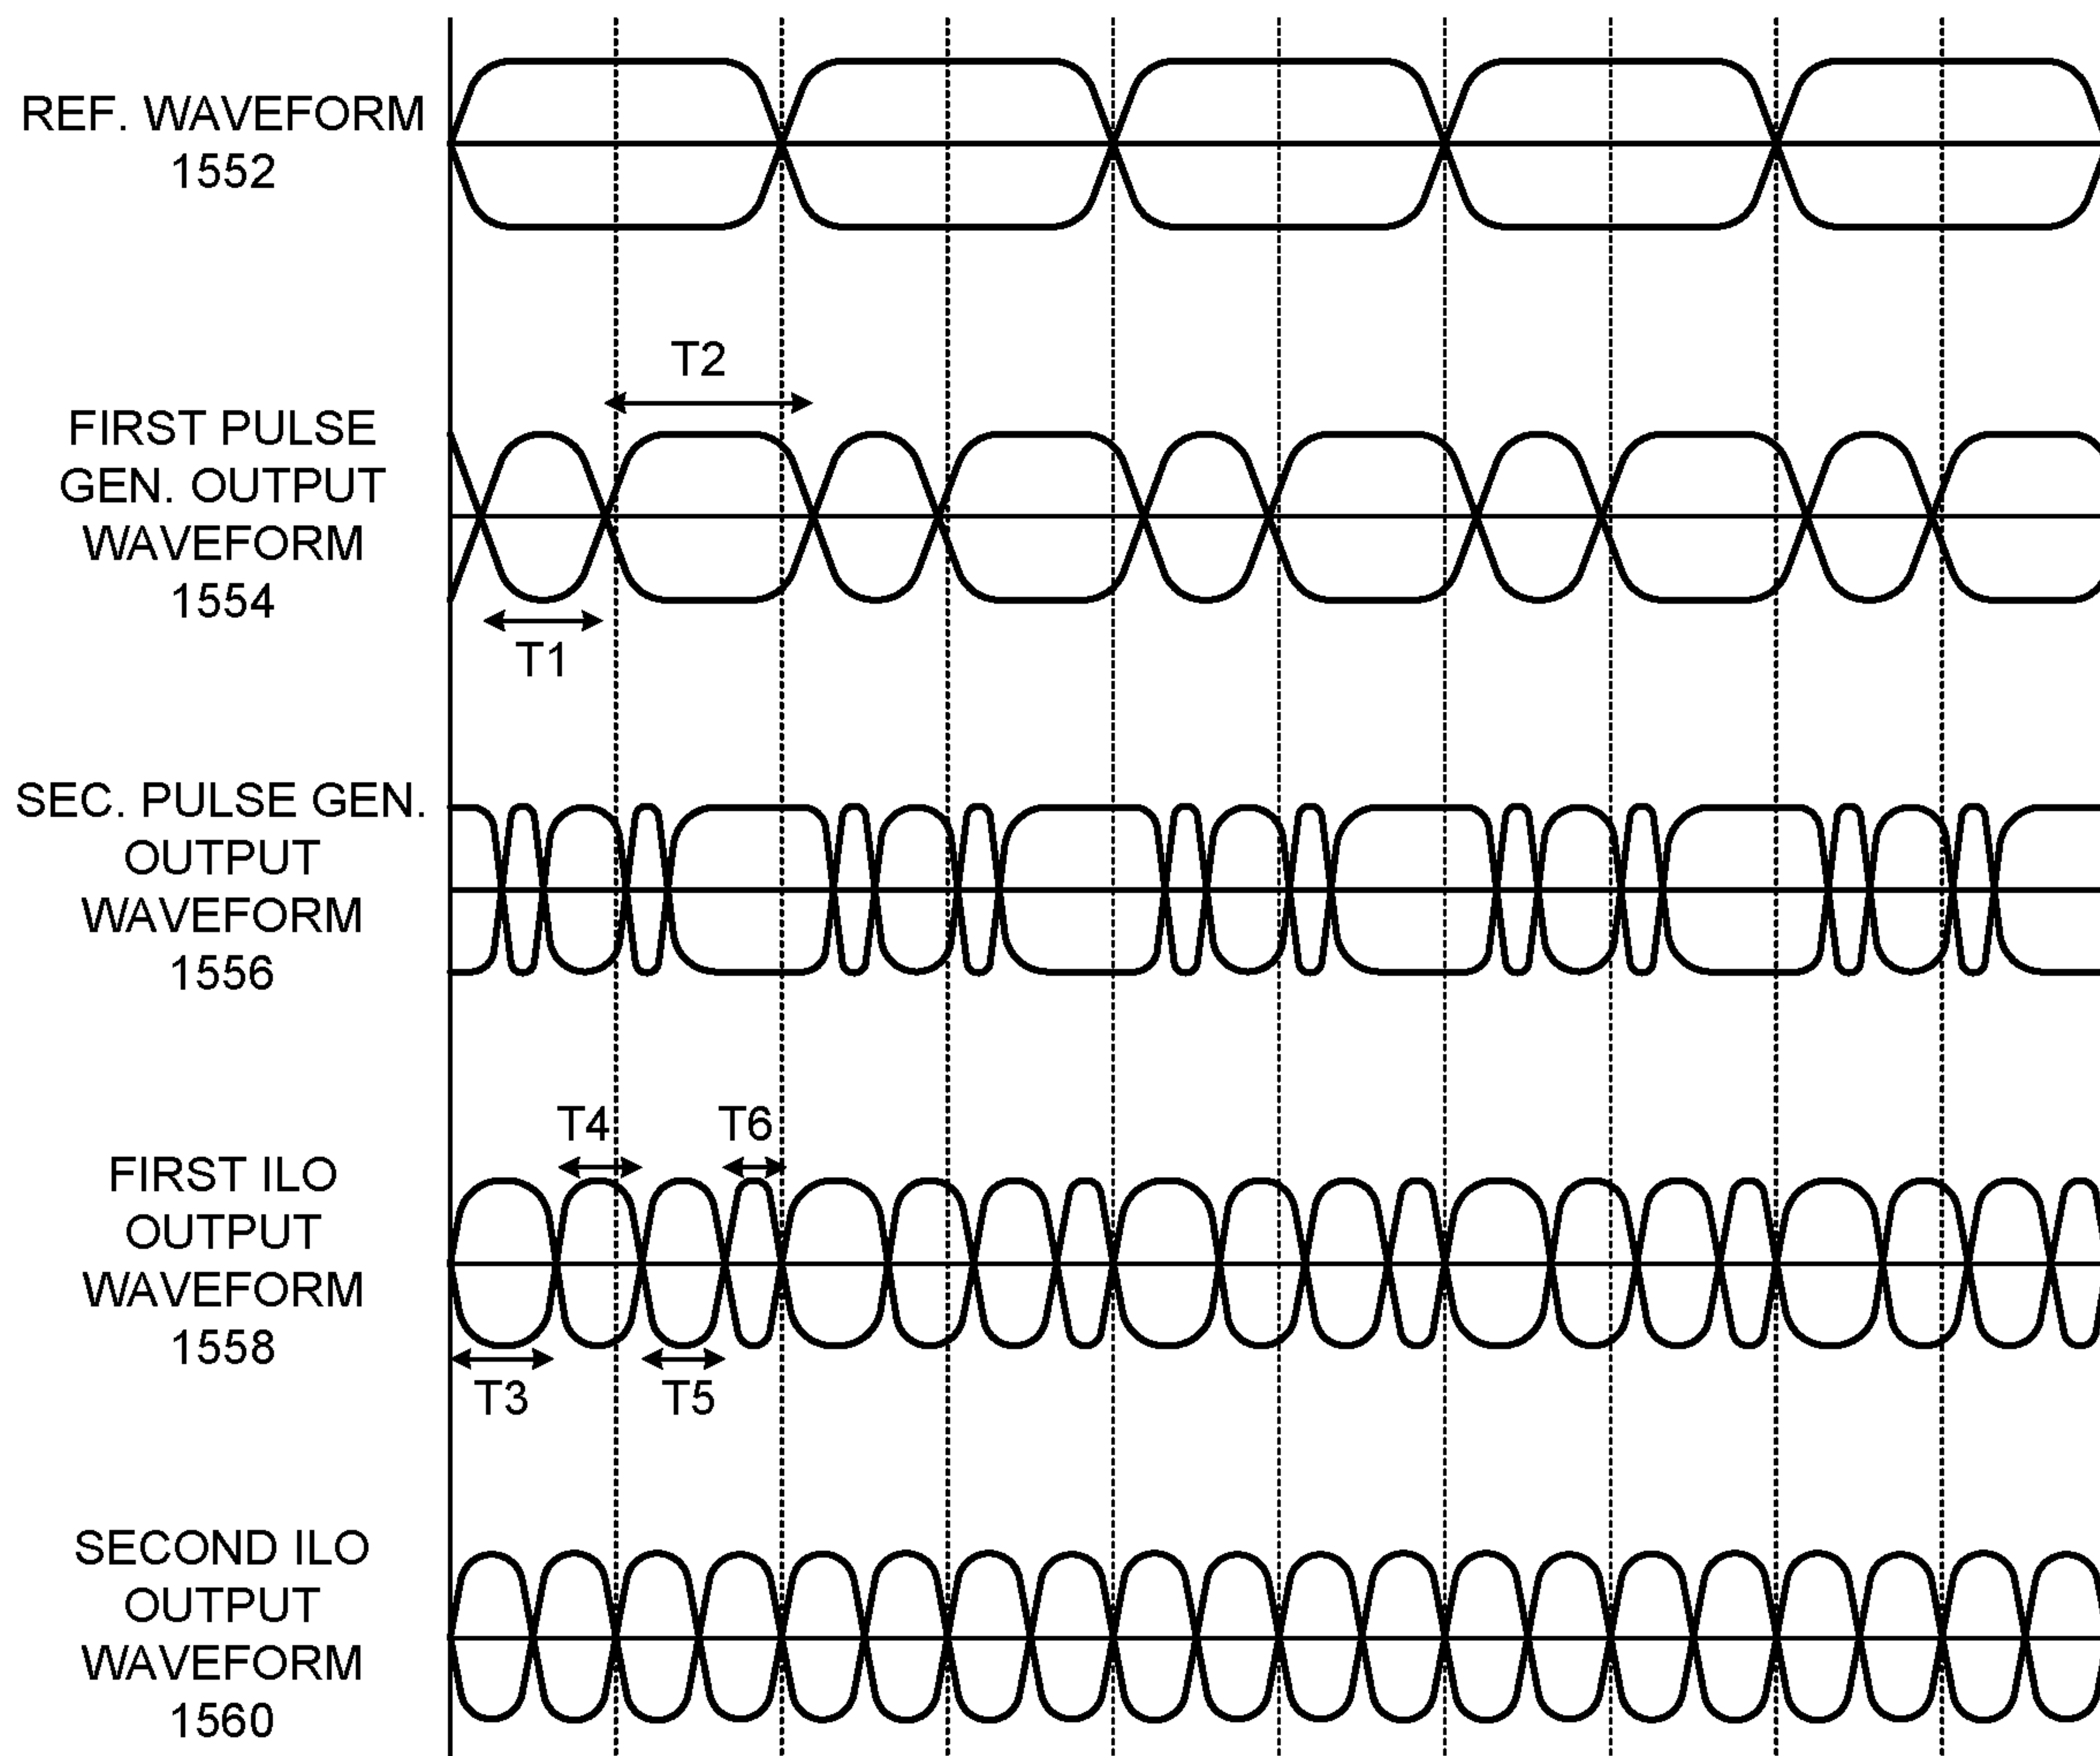 REF. WAVEFORM
1552
T2
FIRST PULSE
GEN. OUTPUT
WAVEFORM
1554
T1
SEC. PULSE GEN.
OUTPUT
WAVEFORM
1556
T4 T6
FIRST ILO
OUTPUT
WAVEFORM
1558
T3 T5
SECOND ILO
OUTPUT
WAVEFORM
1560